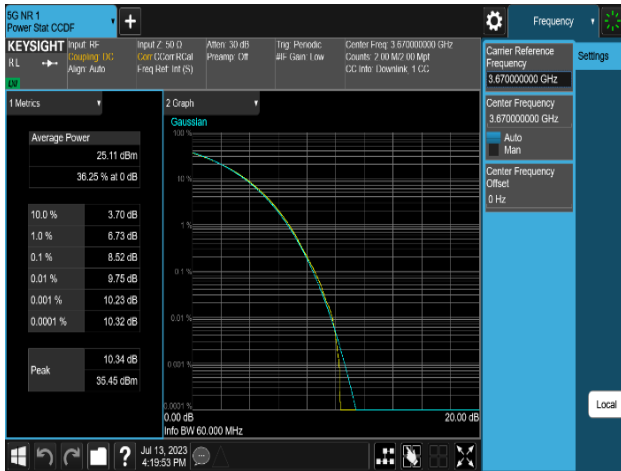 5G NR 1
Power Stat CCDF
Frequency
KEYSIGHT
R L
Input: RF
Coupling: DC
Align: Auto
Input Z: 50 Ω
Corr CCorr RCal
Freq Ref: Int (S)
Atten: 30 dB
Preamp: Off
Trig: Periodic
#IF Gain: Low
Center Freq: 3.670000000 GHz
Counts: 2.00 M/2.00 Mpt
CC Info: Downlink, 1 CC
Carrier Reference
Frequency
3.670000000 GHz
Settings
Center Frequency
3.670000000 GHz
Auto
Man
Center Frequency
Offset
0 Hz
Local
1 Metrics
Average Power
25.11 dBm
36.25 % at 0 dB
10.0 % 3.70 dB
1.0 % 6.73 dB
0.1 % 8.52 dB
0.01 % 9.75 dB
0.001 % 10.23 dB
0.0001 % 10.32 dB
Peak
10.34 dB
35.45 dBm
2 Graph
Gaussian
100 %
10 %
1 %
0.1 %
0.01 %
0.001 %
0.0001 %
0.00 dB
20.00 dB
Info BW 60.000 MHz
?
Jul 13, 2023
4:19:53 PM